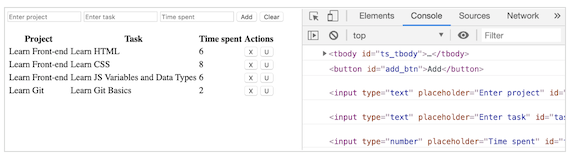 Enter project Enter task Time spent Add Clear
Project Task Time spent Actions
Learn Front-end Learn HTML 6 X U
Learn Front-end Learn CSS 8 X U
Learn Front-end Learn JS Variables and Data Types 6 X U
Learn Git Learn Git Basics 2 X U
Elements Console Sources Network »
top ▼ Filter
▶ <tbody id="ts_tbody">…</tbody>
<button id="add_btn">Add</button>
<input type="text" placeholder="Enter project" id=
<input type="text" placeholder="Enter task" id="tas
<input type="number" placeholder="Time spent" id="